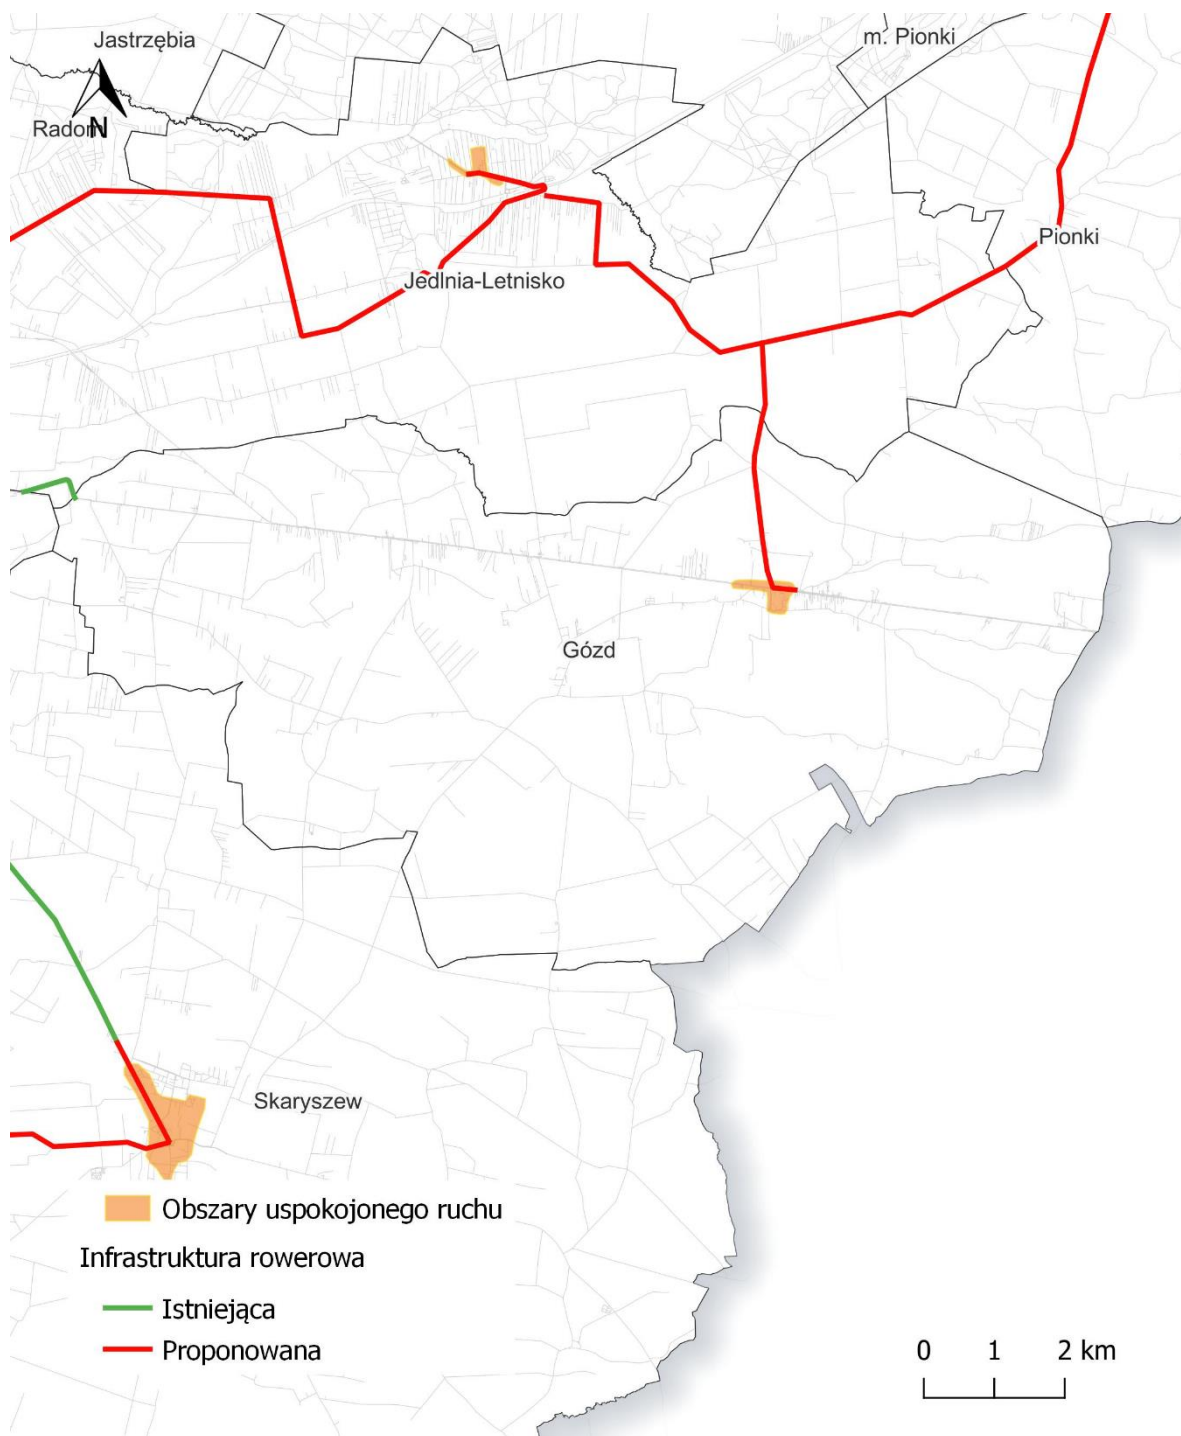 Jastrzębia
m. Pionki
Radom
N
Pionki
Jedlnia-Letnisko
Gózd
Skaryszew
Obszary uspokojonego ruchu
Infrastruktura rowerowa
Istniejąca
Proponowana
0 1 2 km